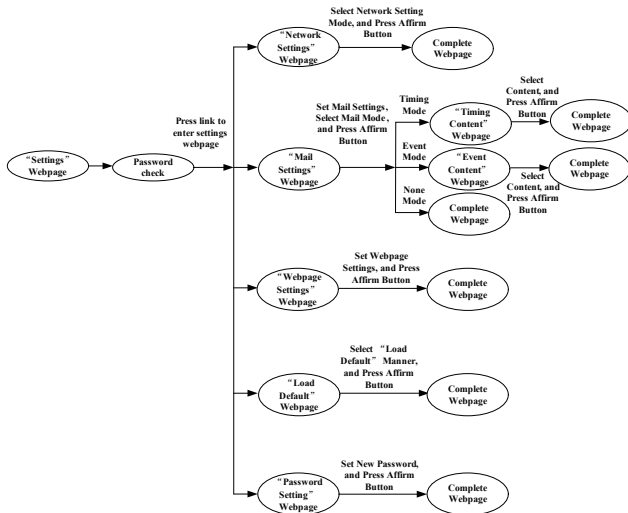 Select Network Setting
Mode, and Press Affirm
Button
“Network
Settings”
Webpage
Complete
Webpage
Press link to
enter settings
webpage
“Settings”
Webpage
Password
check
Set Mail Settings,
Select Mail Mode,
and Press Affirm
Button
“Mail
Settings”
Webpage
Timing
Mode
“Timing
Content”
Webpage
Select
Content, and
Press Affirm
Button
Complete
Webpage
Event
Mode
“Event
Content”
Webpage
Select
Content, and
Press Affirm
Button
Complete
Webpage
None
Mode
Complete
Webpage
Set Webpage
Settings, and Press
Affirm Button
“Webpage
Settings”
Webpage
Complete
Webpage
Select “Load
Default” Manner,
and Press Affirm
Button
“Load
Default”
Webpage
Complete
Webpage
Set New Password,
and Press Affirm
Button
“Password
Setting”
Webpage
Complete
Webpage